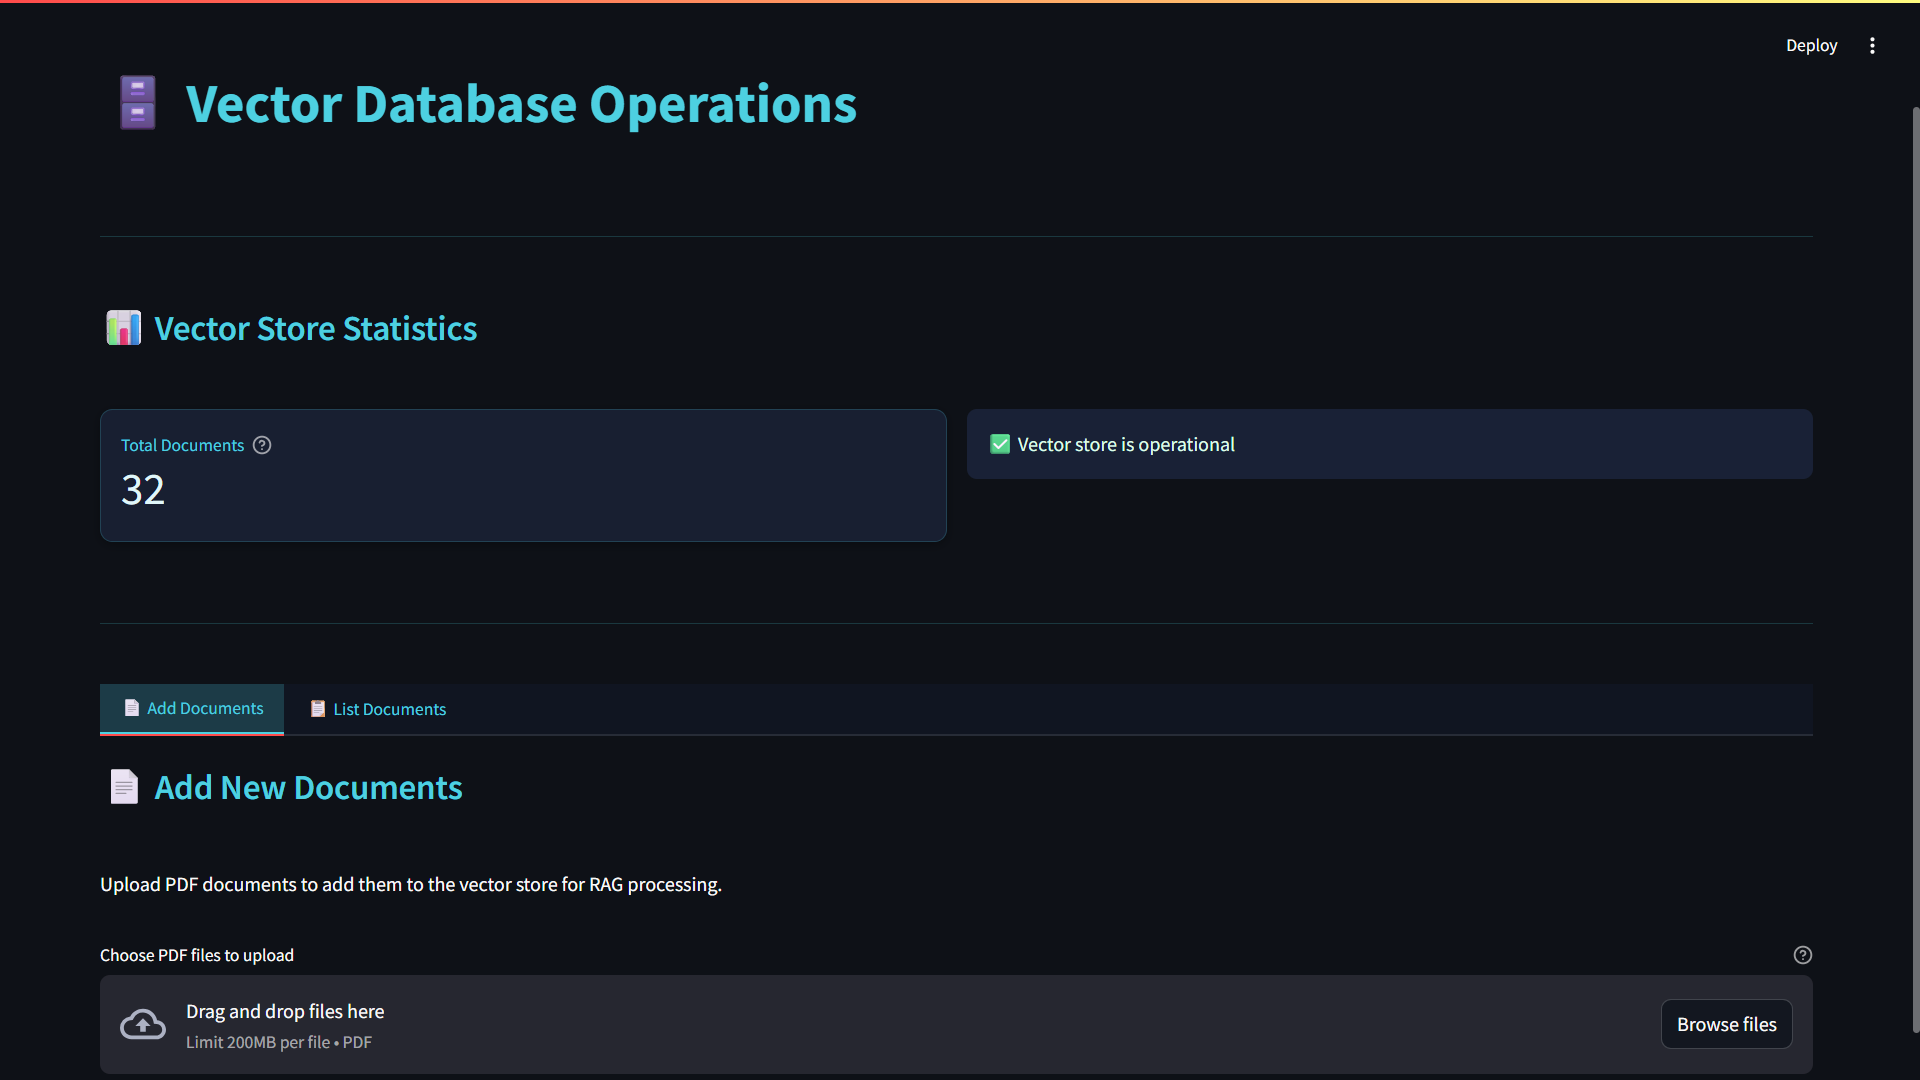 Deploy
Vector Database Operations
Vector Store Statistics
Total Documents
32
✅ Vector store is operational
Add Documents
List Documents
Add New Documents
Upload PDF documents to add them to the vector store for RAG processing.
Choose PDF files to upload
Drag and drop files here
Limit 200MB per file • PDF
Browse files